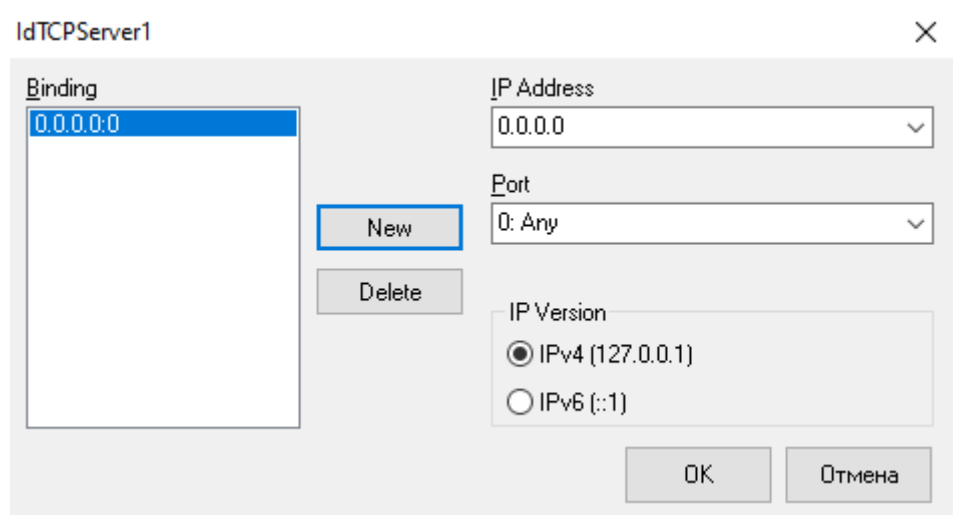 IdTCPServer1
Binding
0.0.0.0:0
New
Delete
IP Address
0.0.0.0
Port
0: Any
IP Version
IPv4 (127.0.0.1)
IPv6 (::1)
OK
Отмена